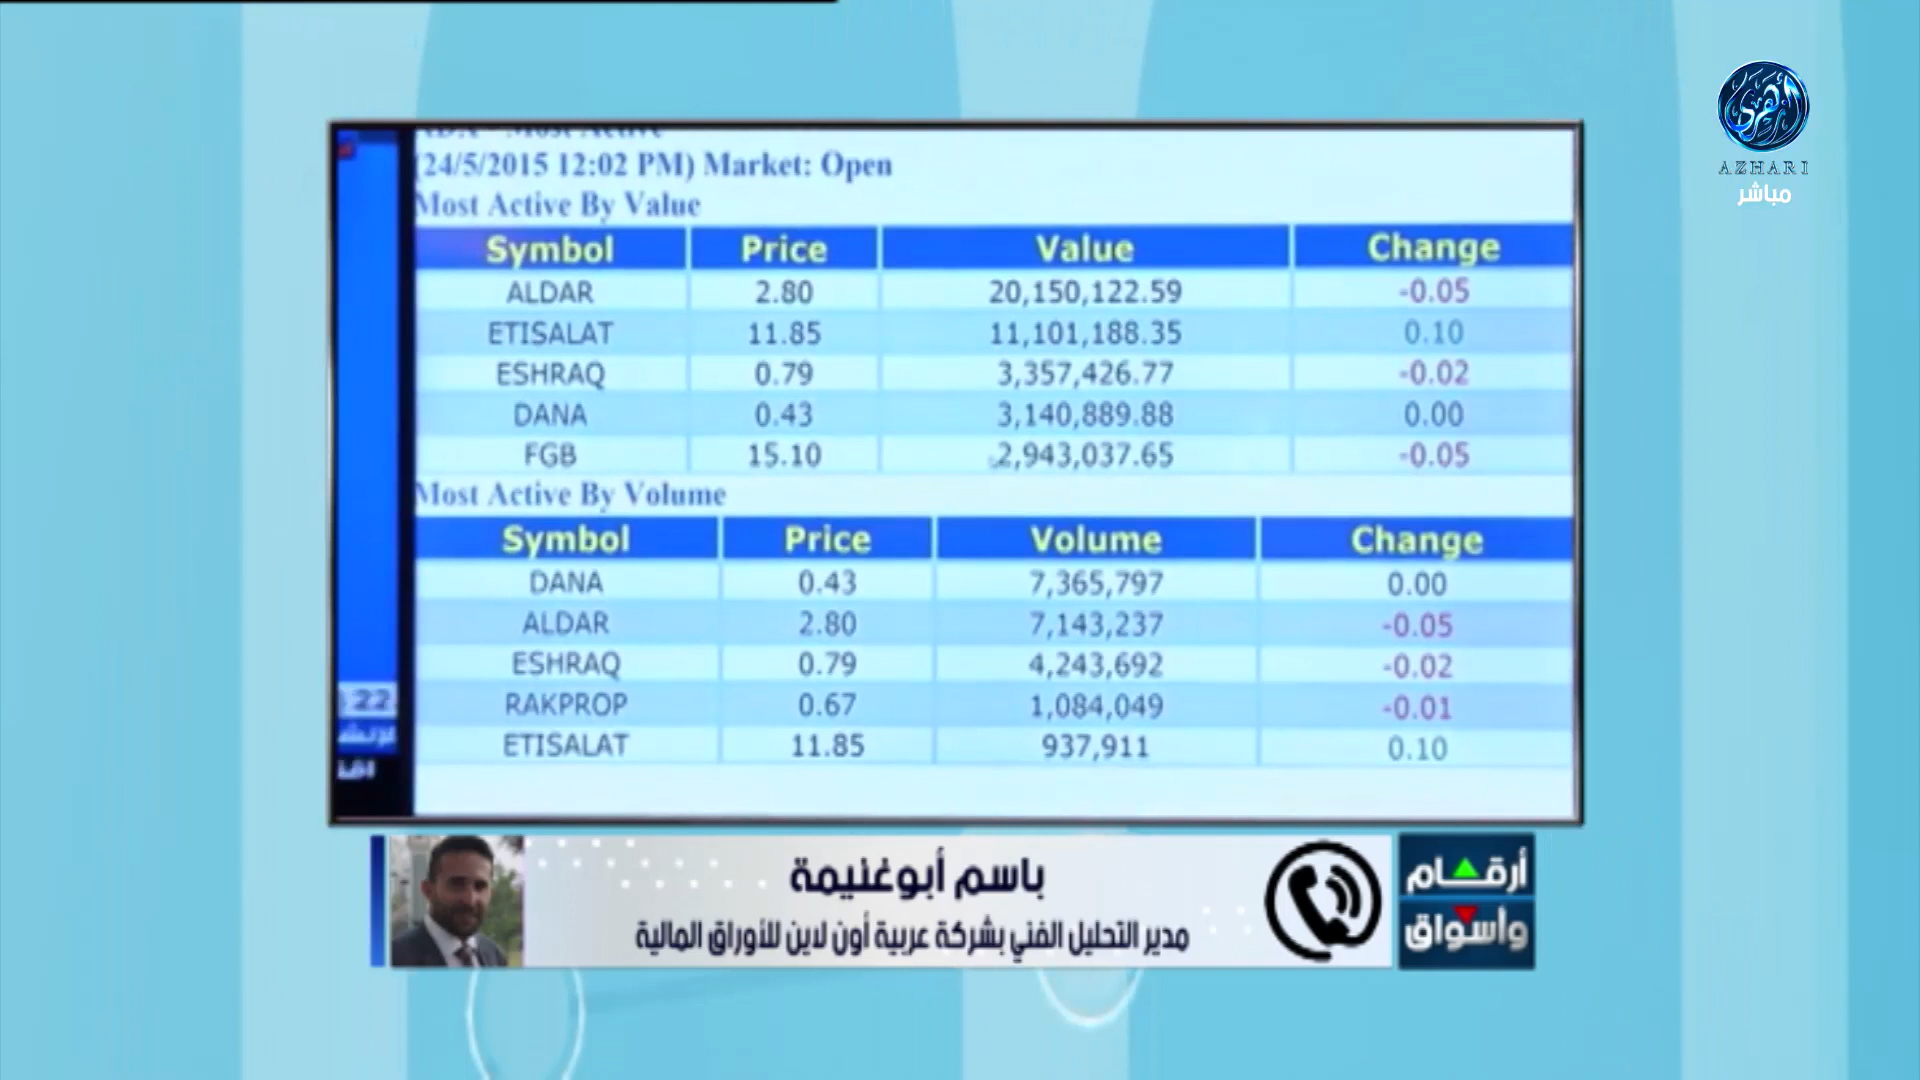 AZHARI
مباشر
Most Active
(24/5/2015 12:02 PM) Market: Open
Most Active By Value
Symbol Price Value Change
ALDAR 2.80 20,150,122.59 -0.05
ETISALAT 11.85 11,101,188.35 0.10
ESHRAQ 0.79 3,357,426.77 -0.02
DANA 0.43 3,140,889.88 0.00
FGB 15.10 2,943,037.65 -0.05
Most Active By Volume
Symbol Price Volume Change
DANA 0.43 7,365,797 0.00
ALDAR 2.80 7,143,237 -0.05
ESHRAQ 0.79 4,243,692 -0.02
RAKPROP 0.67 1,084,049 -0.01
ETISALAT 11.85 937,911 0.10
22
أرقام
وأسواق
باسم أبوغنيمة
مدير التحليل الفني بشركة عربية أون لاين للأوراق المالية